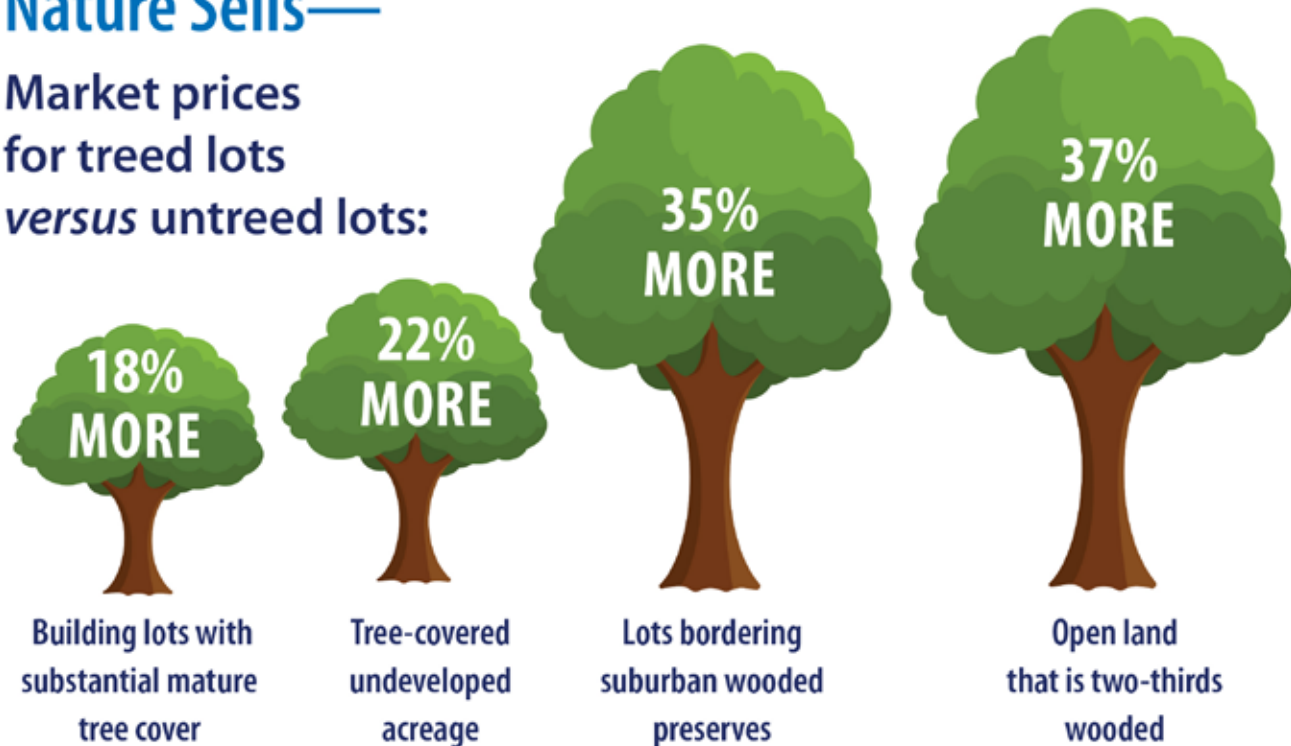 Nature Sells—
Market prices
for treed lots
versus untreed lots:
18%
MORE
22%
MORE
35%
MORE
37%
MORE
Building lots with
substantial mature
tree cover
Tree-covered
undeveloped
acreage
Lots bordering
suburban wooded
preserves
Open land
that is two-thirds
wooded